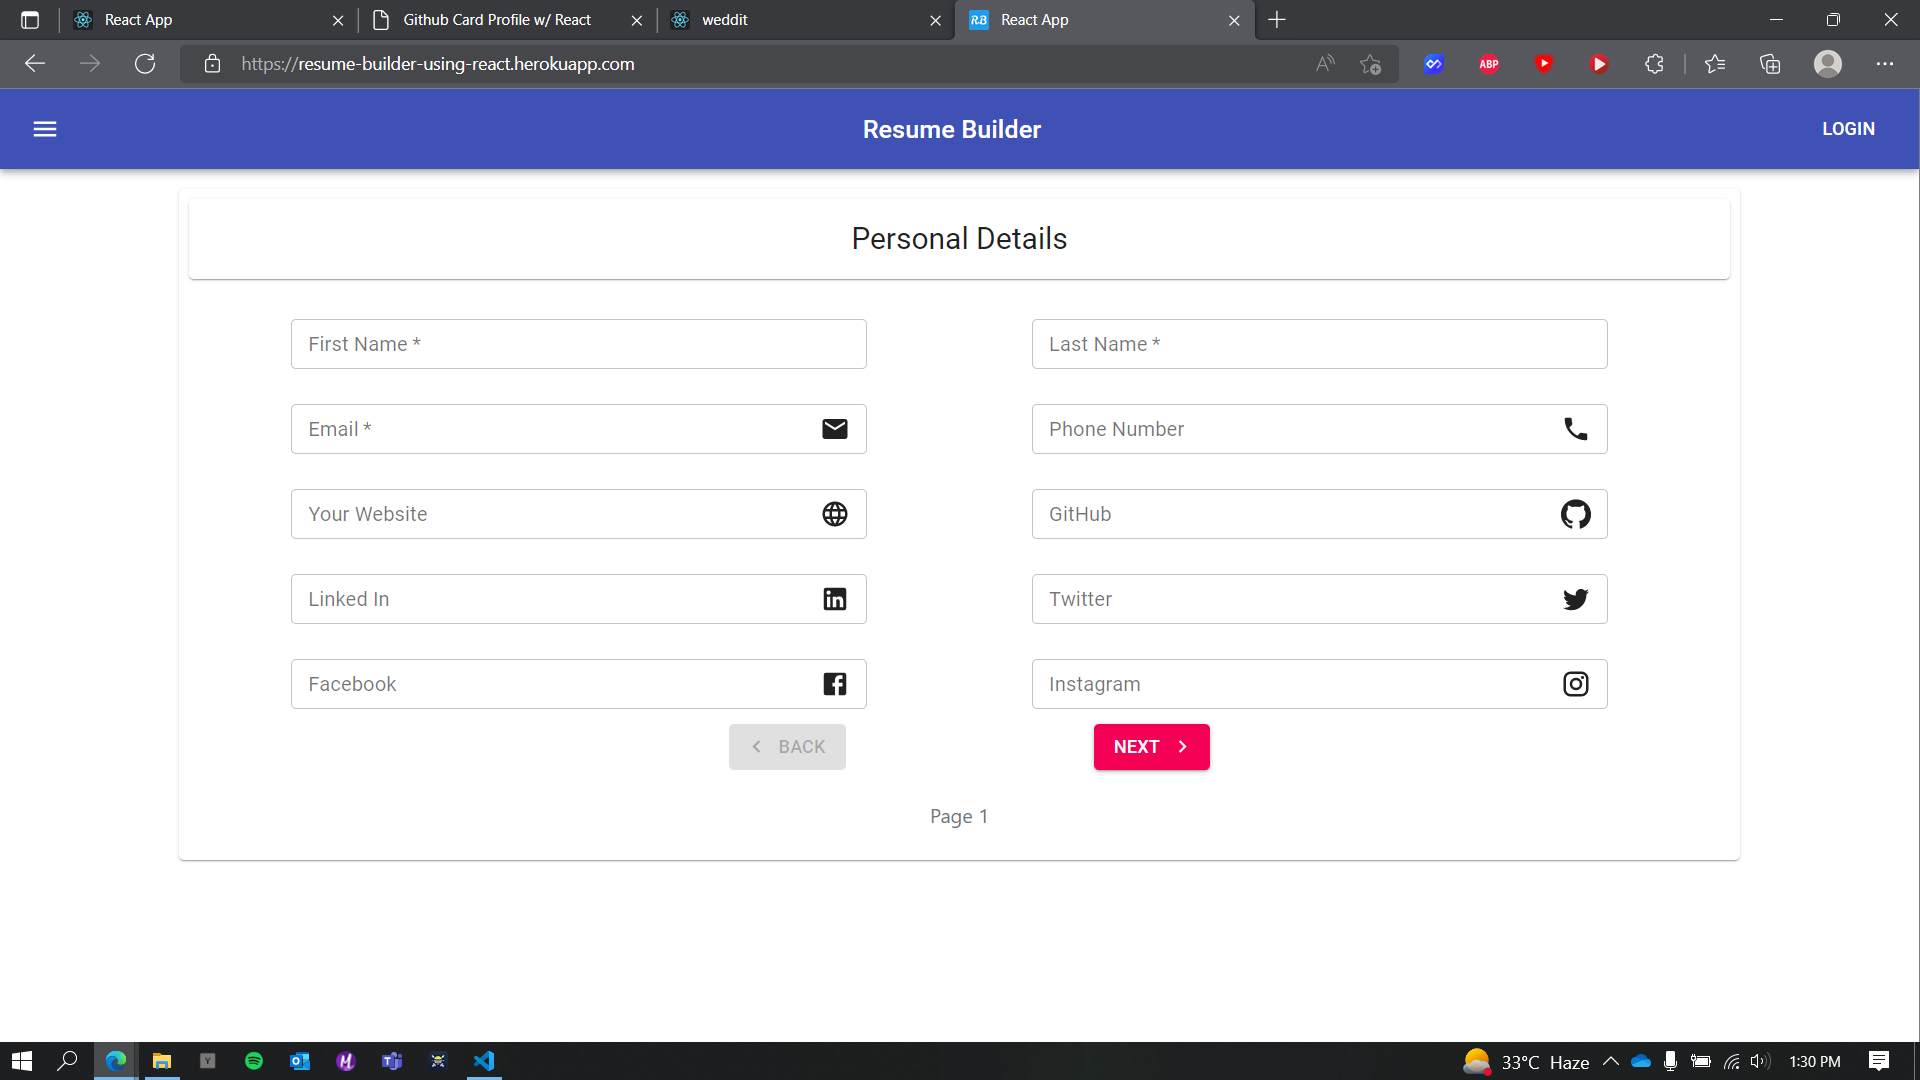 React App
Github Card Profile w/ React
weddit
RB
React App
https://resume-builder-using-react.herokuapp.com
A
ABP
Resume Builder
LOGIN
Personal Details
First Name *
Last Name *
Email *
Phone Number
Your Website
GitHub
Linked In
in
Twitter
Facebook
Instagram
BACK
NEXT
Page 1
33°C Haze
1:30 PM